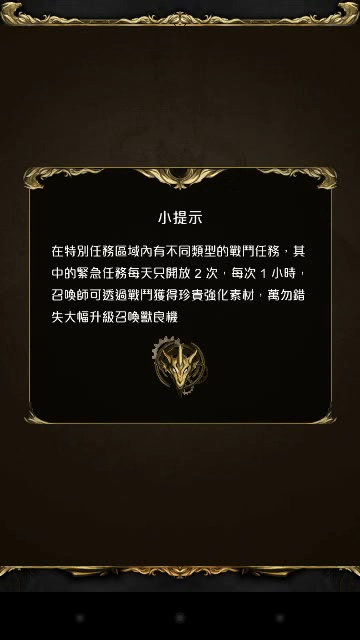 小提示
在特別任務區域內有不同類型的戰鬥任務，其
中的緊急任務每天只開放 2 次，每次 1 小時，
召喚師可透過戰鬥獲得珍貴強化素材，萬勿錯
失大幅升級召喚獸良機